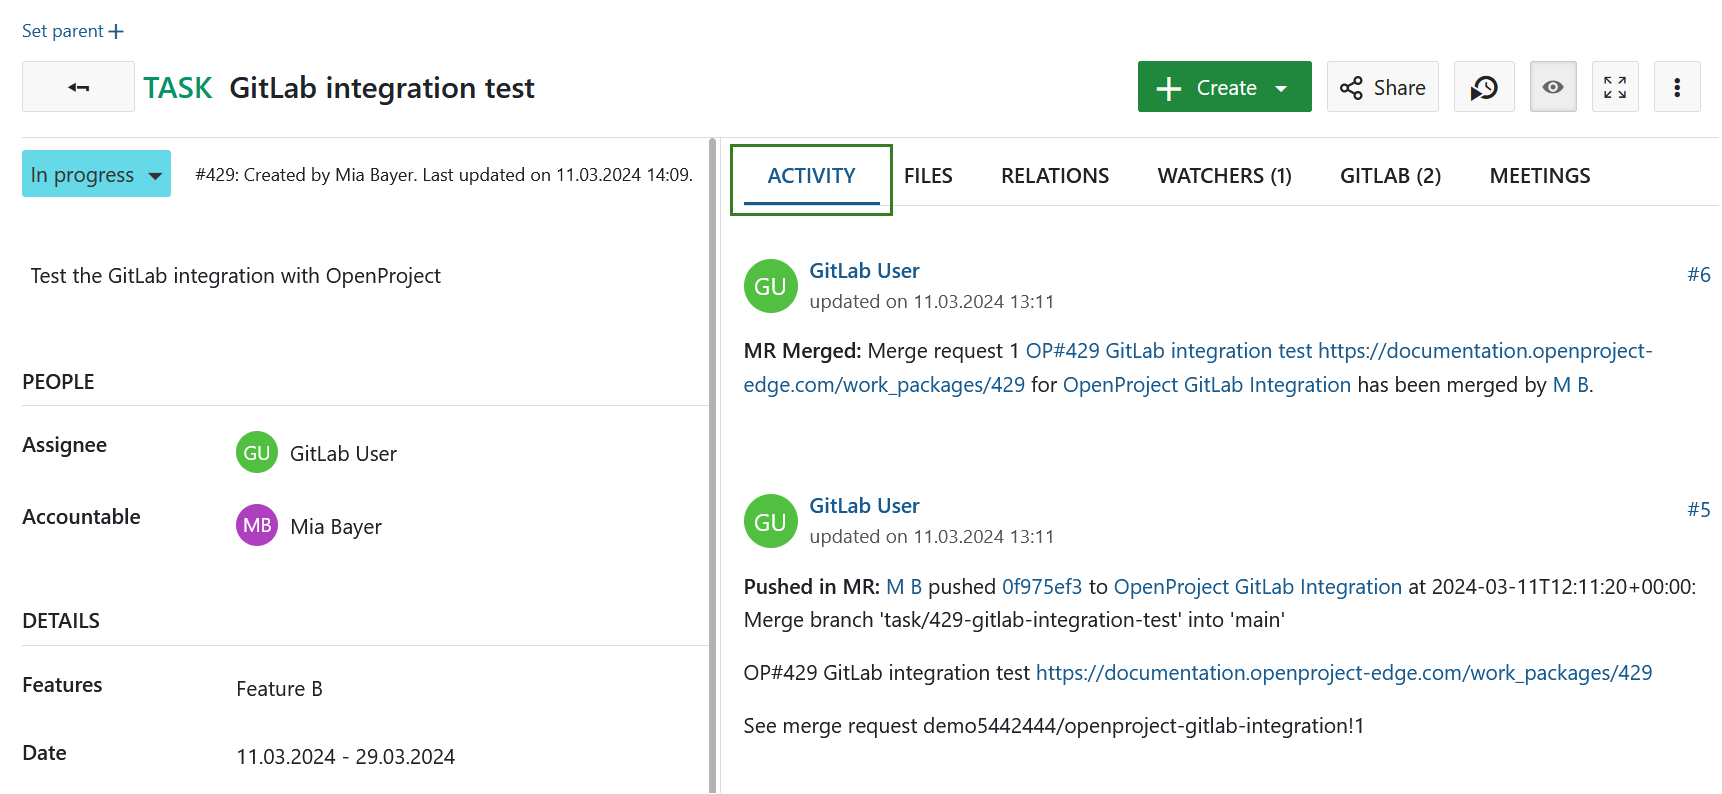 Set parent +
TASK GitLab integration test
Create
Share
In progress
#429: Created by Mia Bayer. Last updated on 11.03.2024 14:09.
Test the GitLab integration with OpenProject
PEOPLE
Assignee
GU GitLab User
Accountable
MB Mia Bayer
DETAILS
Features
Feature B
Date
11.03.2024 - 29.03.2024
ACTIVITY FILES RELATIONS WATCHERS (1) GITLAB (2) MEETINGS
GU
GitLab User
#6
updated on 11.03.2024 13:11
MR Merged: Merge request 1 OP#429 GitLab integration test https://documentation.openproject-
edge.com/work_packages/429 for OpenProject GitLab Integration has been merged by M B.
GU
GitLab User
#5
updated on 11.03.2024 13:11
Pushed in MR: M B pushed 0f975ef3 to OpenProject GitLab Integration at 2024-03-11T12:11:20+00:00:
Merge branch 'task/429-gitlab-integration-test' into 'main'
OP#429 GitLab integration test https://documentation.openproject-edge.com/work_packages/429
See merge request demo5442444/openproject-gitlab-integration!1